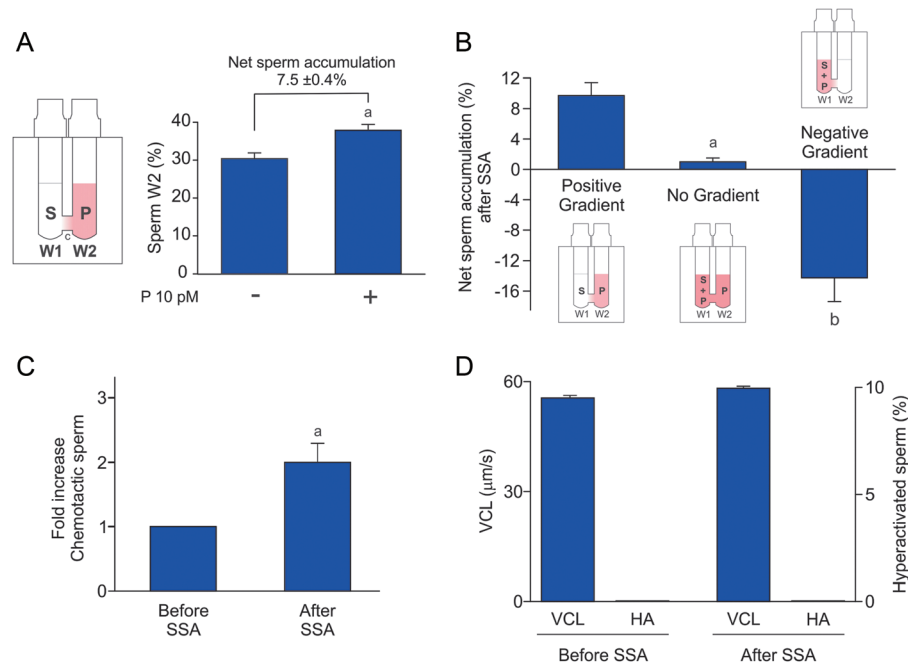 A
Net sperm accumulation
7.5 ±0.4%
a
Sperm W2 (%)
40
30
20
10
0
P 10 pM
-
+
S
P
c
W1
W2
B
Net sperm accumulation (%)
after SSA
12
8
4
0
-4
-8
-12
-16
Positive
Gradient
a
No Gradient
Negative
Gradient
b
S
P
W1
W2
S
+
P
P
W1
W2
S
+
P
W1
W2
C
Fold increase
Chemotactic sperm
3
2
1
0
a
Before
SSA
After
SSA
D
VCL (µm/s)
60
30
0
Hyperactivated sperm (%)
10
5
0
VCL
HA
VCL
HA
Before SSA
After SSA